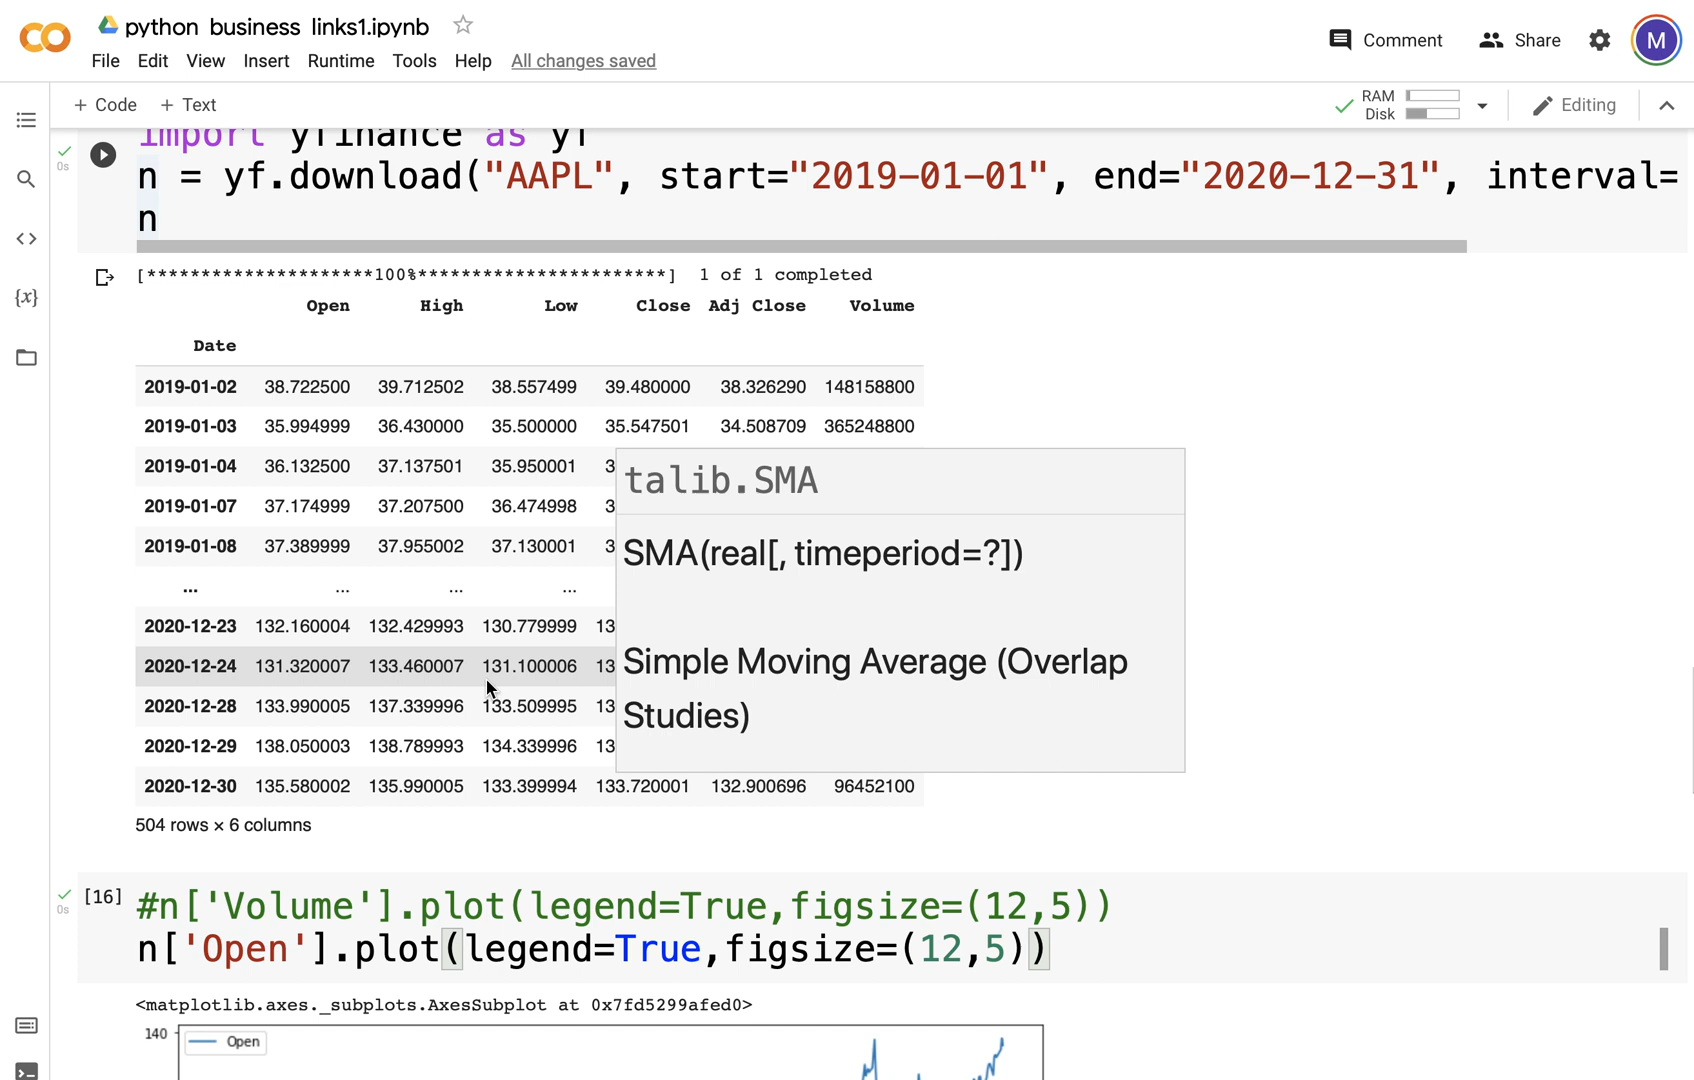 python business links1.ipynb
Comment
Share
M
File Edit View Insert Runtime Tools Help All changes saved
+ Code + Text
RAM
Disk
Editing
import yfinance as yf
0s
n = yf.download("AAPL", start="2019-01-01", end="2020-12-31", interval=
n
{x}
[*********************100%***********************] 1 of 1 completed
Open High Low Close Adj Close Volume
Date
2019-01-02 38.722500 39.712502 38.557499 39.480000 38.326290 148158800
2019-01-03 35.994999 36.430000 35.500000 35.547501 34.508709 365248800
2019-01-04 36.132500 37.137501 35.950001 3
2019-01-07 37.174999 37.207500 36.474998 3
2019-01-08 37.389999 37.955002 37.130001 3
... ... ... ...
2020-12-23 132.160004 132.429993 130.779999 13
2020-12-24 131.320007 133.460007 131.100006 13
2020-12-28 133.990005 137.339996 133.509995 13
2020-12-29 138.050003 138.789993 134.339996 13
2020-12-30 135.580002 135.990005 133.399994 133.720001 132.900696 96452100
talib.SMA
SMA(real[, timeperiod=?])
Simple Moving Average (Overlap
Studies)
504 rows × 6 columns
[16] #n['Volume'].plot(legend=True,figsize=(12,5))
0s
n['Open'].plot(legend=True,figsize=(12,5))
<matplotlib.axes._subplots.AxesSubplot at 0x7fd5299afed0>
140
Open